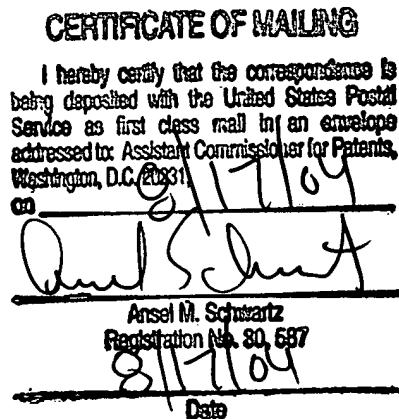 CERTIFICATE OF MAILING
I hereby certify that the correspondence is
being deposited with the United States Postal
Service as first class mail in an envelope
addressed to: Assistant Commissioner for Patents,
Washington, D.C. 20231,
on 8/17/04
Ansel M. Schwartz
Registration No. 30,587
8/17/04
Date